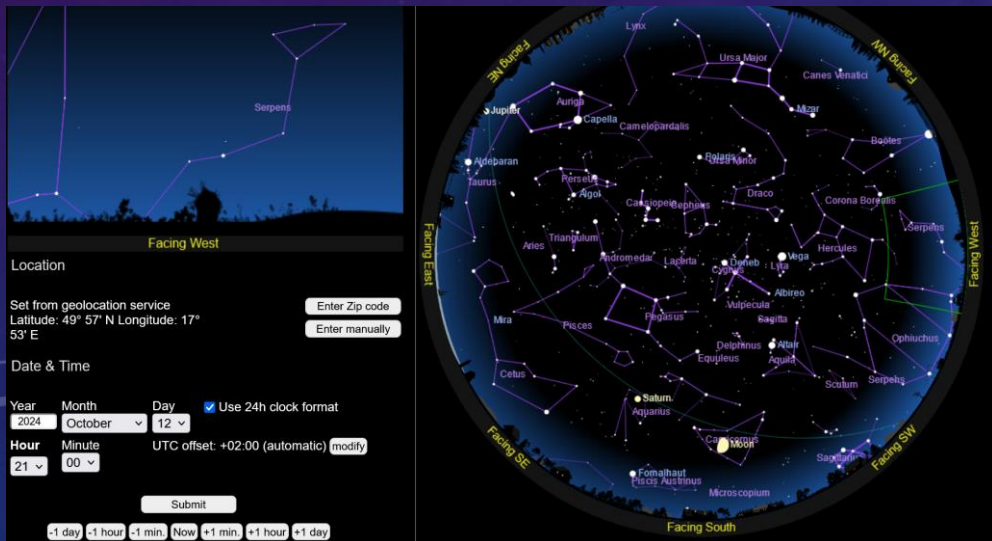 Serpens
Facing West
Location
Set from geolocation service
Latitude: 49° 57' N Longitude: 17°
53' E
Enter Zip code
Enter manually
Date & Time
Year
Month
Day
Use 24h clock format
2024
October
12
Hour
Minute
UTC offset: +02:00 (automatic)
modify
21
00
Submit
-1 day
-1 hour
-1 min.
Now
+1 min.
+1 hour
+1 day
Facing NE
Facing NW
Lynx
Ursa Major
Canes Venatici
Jupiter
Auriga
Capella
Mizar
Camelopardalis
Boötes
Aldebaran
Taurus
Perseus
Algol
Polaris
Ursa Minor
Draco
Cassiopeia
Cepheus
Corona Borealis
Serpens
Facing East
Facing West
Aries
Triangulum
Andromeda
Lacerta
Deneb
Cygnus
Vega
Lyra
Hercules
Albireo
Vulpecula
Mira
Pisces
Pegasus
Sagitta
Delphinus
Altair
Ophiuchus
Equuleus
Aquila
Cetus
Scutum
Serpens
Saturn
Aquarius
Capricornus
Moon
Facing SE
Facing SW
Fomalhaut
Piscis Austrinus
Microscopium
Facing South